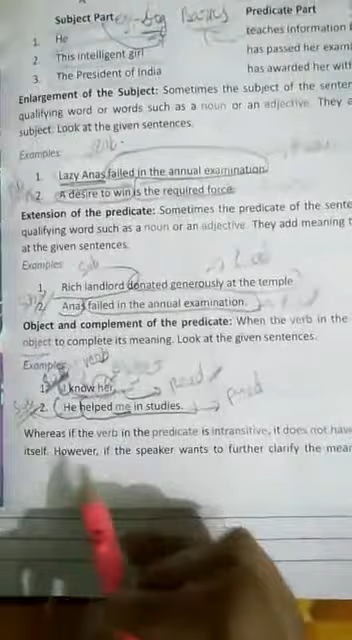 Subject Part Predicate Part
1. He teaches Information
2. This intelligent girl has passed her exam
3. The President of India has awarded her wit
Enlargement of the Subject: Sometimes the subject of the senten
qualifying word or words such as a noun or an adjective. They a
subject. Look at the given sentences.
Examples:
1. Lazy Anas failed in the annual examination.
2. A desire to win is the required force.
Extension of the predicate: Sometimes the predicate of the sente
qualifying word such as a noun or an adjective. They add meaning t
at the given sentences.
Examples
Sub
1. Rich landlord donated generously at the temple
2. Anas failed in the annual examination.
Object and complement of the predicate: When the verb in the
object to complete its meaning. Look at the given sentences.
Examples: verb
1. I know her. pred
2. He helped me in studies. pred
Whereas if the verb in the predicate is intransitive, it does not hav
itself. However, if the speaker wants to further clarify the mean